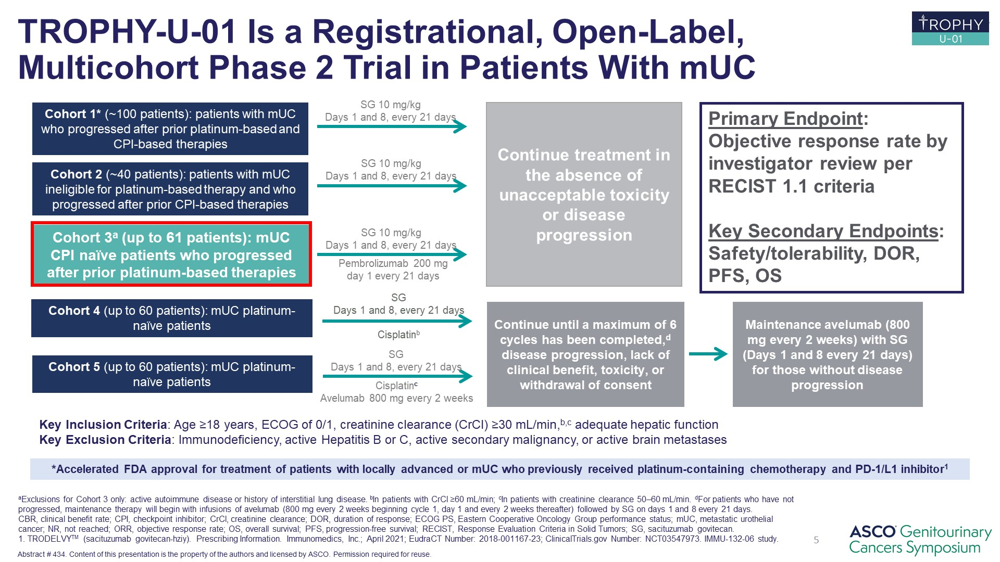 TROPHY-U-01 Is a Registrational, Open-Label,
Multicohort Phase 2 Trial in Patients With mUC
TROPHY
U-01
Cohort 1* (~100 patients): patients with mUC
who progressed after prior platinum-based and
CPI-based therapies
SG 10 mg/kg
Days 1 and 8, every 21 days
Cohort 2 (~40 patients): patients with mUC
ineligible for platinum-based therapy and who
progressed after prior CPI-based therapies
SG 10 mg/kg
Days 1 and 8, every 21 days
Cohort 3ᵃ (up to 61 patients): mUC
CPI naïve patients who progressed
after prior platinum-based therapies
SG 10 mg/kg
Days 1 and 8, every 21 days
Pembrolizumab 200 mg
day 1 every 21 days
Continue treatment in
the absence of
unacceptable toxicity
or disease
progression
Primary Endpoint:
Objective response rate by
investigator review per
RECIST 1.1 criteria
Key Secondary Endpoints:
Safety/tolerability, DOR,
PFS, OS
Cohort 4 (up to 60 patients): mUC platinum-
naïve patients
SG
Days 1 and 8, every 21 days
Cisplatinᵇ
Cohort 5 (up to 60 patients): mUC platinum-
naïve patients
SG
Days 1 and 8, every 21 days
Cisplatinᶜ
Avelumab 800 mg every 2 weeks
Continue until a maximum of 6
cycles has been completed,ᵈ
disease progression, lack of
clinical benefit, toxicity, or
withdrawal of consent
Maintenance avelumab (800
mg every 2 weeks) with SG
(Days 1 and 8 every 21 days)
for those without disease
progression
Key Inclusion Criteria: Age ≥18 years, ECOG of 0/1, creatinine clearance (CrCl) ≥30 mL/min,ᵇ,ᶜ adequate hepatic function
Key Exclusion Criteria: Immunodeficiency, active Hepatitis B or C, active secondary malignancy, or active brain metastases
*Accelerated FDA approval for treatment of patients with locally advanced or mUC who previously received platinum-containing chemotherapy and PD-1/L1 inhibitor¹
ᵃExclusions for Cohort 3 only: active autoimmune disease or history of interstitial lung disease. ᵇIn patients with CrCl ≥60 mL/min; ᶜIn patients with creatinine clearance 50–60 mL/min. ᵈFor patients who have not
progressed, maintenance therapy will begin with infusions of avelumab (800 mg every 2 weeks beginning cycle 1, day 1 and every 2 weeks thereafter) followed by SG on days 1 and 8 every 21 days.
CBR, clinical benefit rate; CPI, checkpoint inhibitor; CrCl, creatinine clearance; DOR, duration of response; ECOG PS, Eastern Cooperative Oncology Group performance status; mUC, metastatic urothelial
cancer; NR, not reached; ORR, objective response rate; OS, overall survival; PFS, progression-free survival; RECIST, Response Evaluation Criteria in Solid Tumors; SG, sacituzumab govitecan.
1. TRODELVY™ (sacituzumab govitecan-hziy). Prescribing Information. Immunomedics, Inc.; April 2021; EudraCT Number: 2018-001167-23; ClinicalTrials.gov Number: NCT03547973. IMMU-132-06 study.
Abstract # 434. Content of this presentation is the property of the authors and licensed by ASCO. Permission required for reuse.
5
ASCO Genitourinary
Cancers Symposium